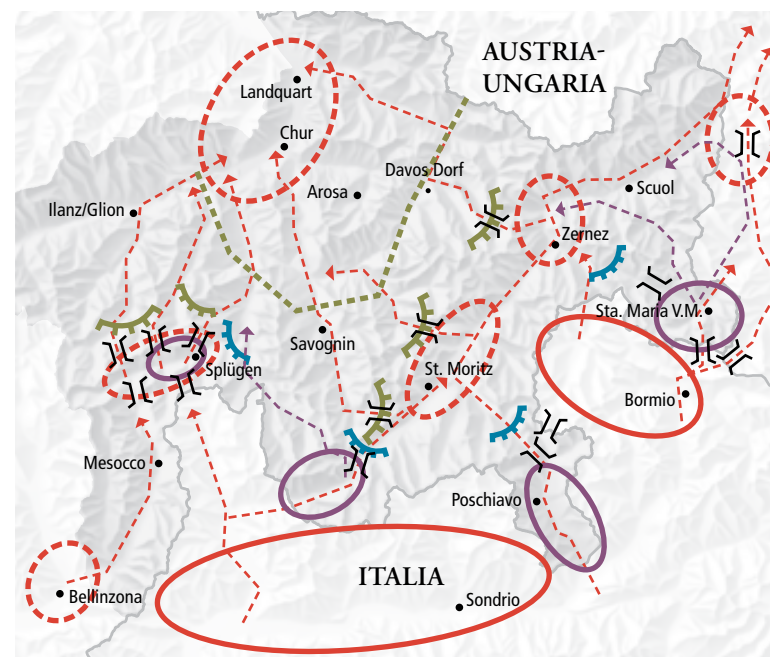 AUSTRIA-
UNGARIA
Landquart
Chur
Davos Dorf
Arosa
Scuol
Ilanz/Glion
Zernez
Sta. Maria V.M.
Savognin
Splügen
St. Moritz
Bormio
Mesocco
Poschiavo
ITALIA
Bellinzona
Sondrio